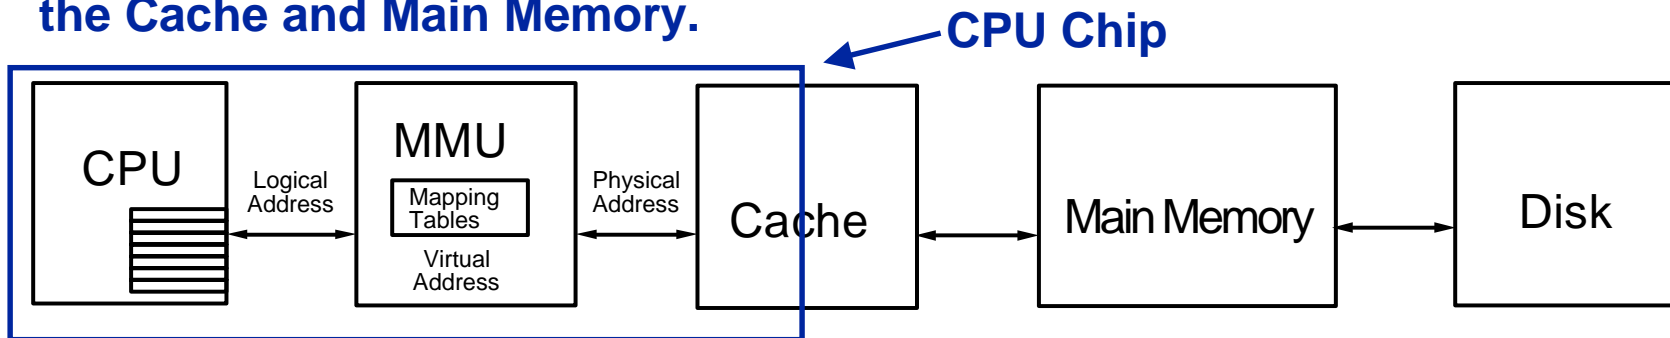 the Cache and Main Memory.
CPU Chip
CPU
Logical
Address
MMU
Mapping
Tables
Virtual
Address
Physical
Address
Cache
Main Memory
Disk